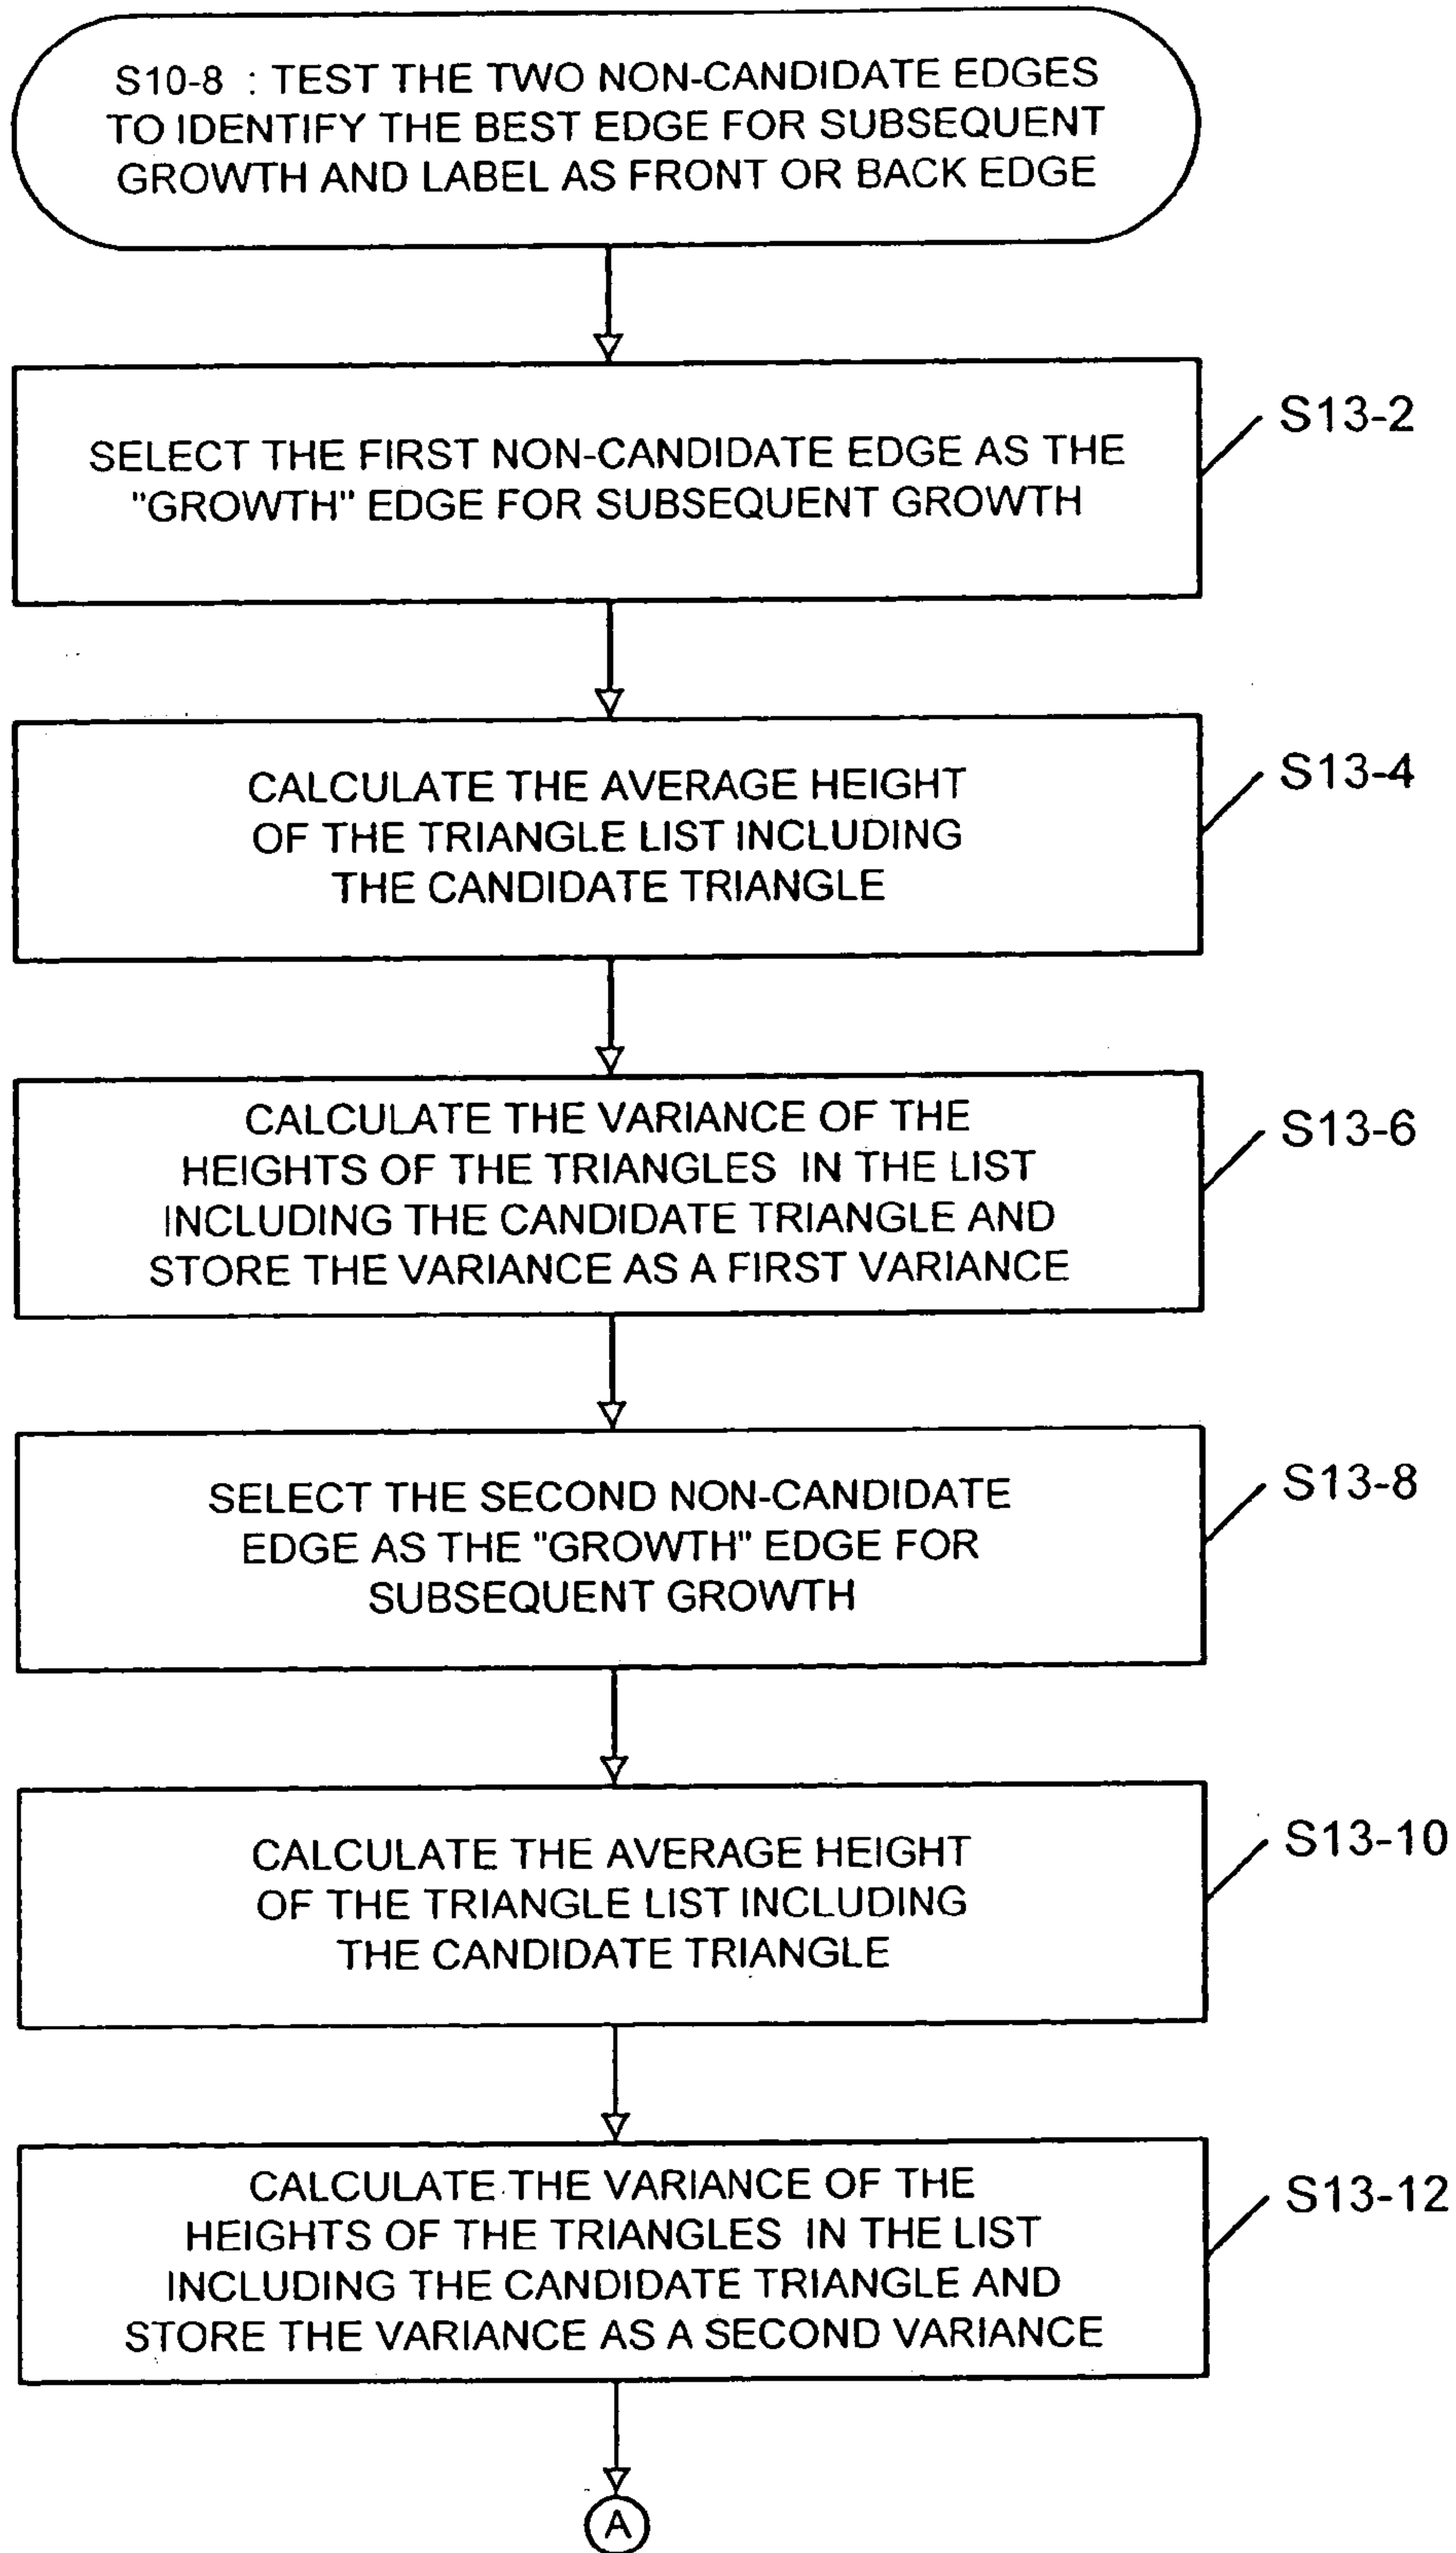 S10-8 : TEST THE TWO NON-CANDIDATE EDGES
TO IDENTIFY THE BEST EDGE FOR SUBSEQUENT
GROWTH AND LABEL AS FRONT OR BACK EDGE
SELECT THE FIRST NON-CANDIDATE EDGE AS THE
"GROWTH" EDGE FOR SUBSEQUENT GROWTH
S13-2
CALCULATE THE AVERAGE HEIGHT
OF THE TRIANGLE LIST INCLUDING
THE CANDIDATE TRIANGLE
S13-4
CALCULATE THE VARIANCE OF THE
HEIGHTS OF THE TRIANGLES IN THE LIST
INCLUDING THE CANDIDATE TRIANGLE AND
STORE THE VARIANCE AS A FIRST VARIANCE
S13-6
SELECT THE SECOND NON-CANDIDATE
EDGE AS THE "GROWTH" EDGE FOR
SUBSEQUENT GROWTH
S13-8
CALCULATE THE AVERAGE HEIGHT
OF THE TRIANGLE LIST INCLUDING
THE CANDIDATE TRIANGLE
S13-10
CALCULATE THE VARIANCE OF THE
HEIGHTS OF THE TRIANGLES IN THE LIST
INCLUDING THE CANDIDATE TRIANGLE AND
STORE THE VARIANCE AS A SECOND VARIANCE
S13-12
A